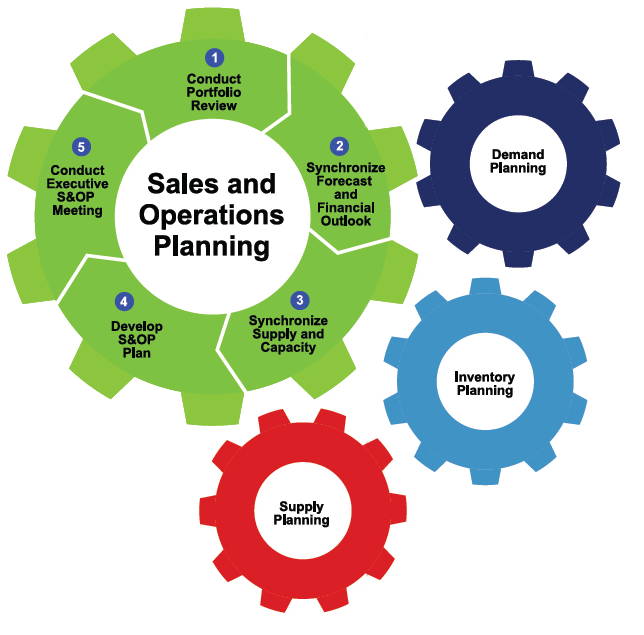 1
Conduct
Portfolio
Review
2
Synchronize
Forecast
and
Financial
Outlook
3
Synchronize
Supply and
Capacity
4
Develop
S&OP
Plan
5
Conduct
Executive
S&OP
Meeting
Sales and
Operations
Planning
Demand
Planning
Inventory
Planning
Supply
Planning